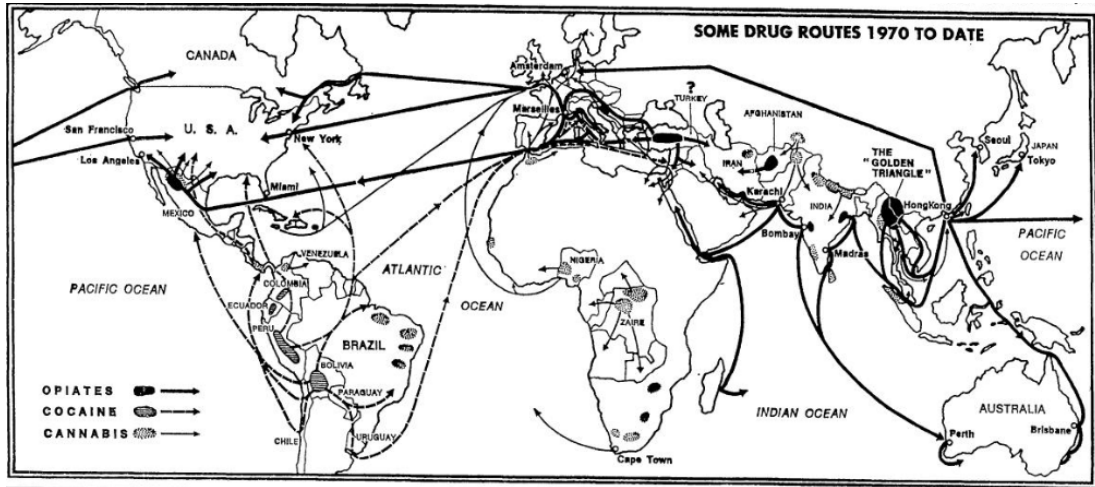 SOME DRUG ROUTES 1970 TO DATE
CANADA
Amsterdam
?
TURKEY
AFGHANISTAN
Marseilles
Seoul
JAPAN
Tokyo
San Francisco
U. S. A.
New York
THE
"GOLDEN
TRIANGLE"
IRAN
Los Angeles
Miami
Karachi
INDIA
HongKong
MEXICO
Bombay
Madras
PACIFIC
OCEAN
VENEZUELA
ATLANTIC
NIGERIA
COLOMBIA
PACIFIC OCEAN
ECUADOR
OCEAN
PERU
ZAIRE
BRAZIL
BOLIVIA
OPIATES
PARAGUAY
INDIAN OCEAN
AUSTRALIA
COCAINE
CANNABIS
CHILE
URUGUAY
Perth
Brisbane
Cape Town